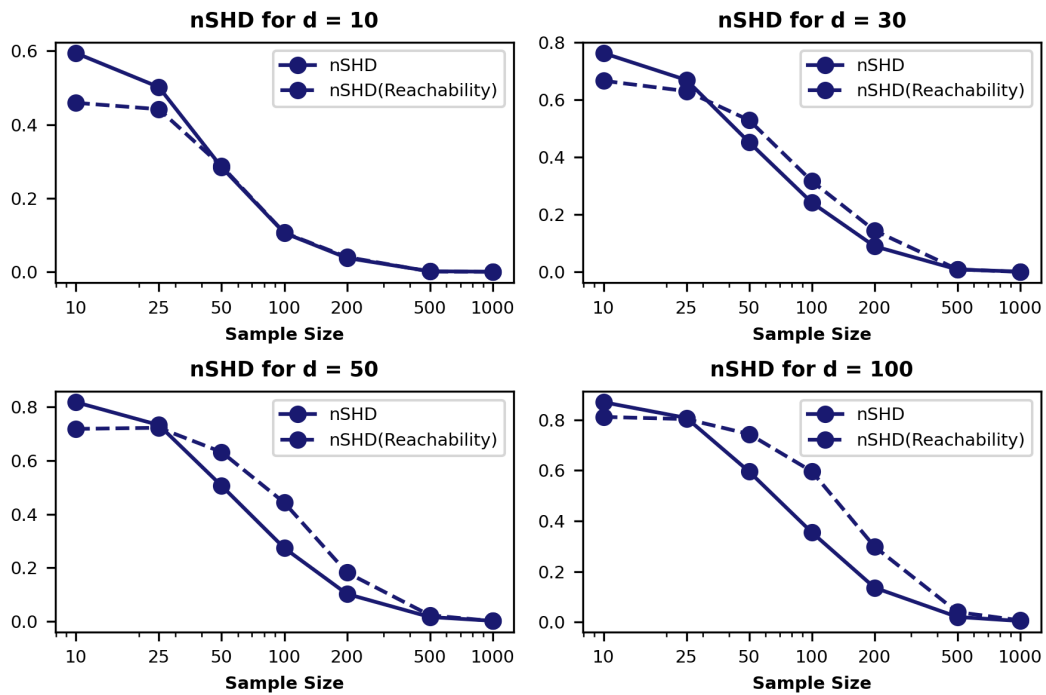 nSHD for d = 10
0.6
0.4
0.2
0.0
nSHD
nSHD(Reachability)
10 25 50 100 200 500 1000
Sample Size
nSHD for d = 30
0.8
0.6
0.4
0.2
0.0
nSHD
nSHD(Reachability)
10 25 50 100 200 500 1000
Sample Size
nSHD for d = 50
0.8
0.6
0.4
0.2
0.0
nSHD
nSHD(Reachability)
10 25 50 100 200 500 1000
Sample Size
nSHD for d = 100
0.8
0.6
0.4
0.2
0.0
nSHD
nSHD(Reachability)
10 25 50 100 200 500 1000
Sample Size